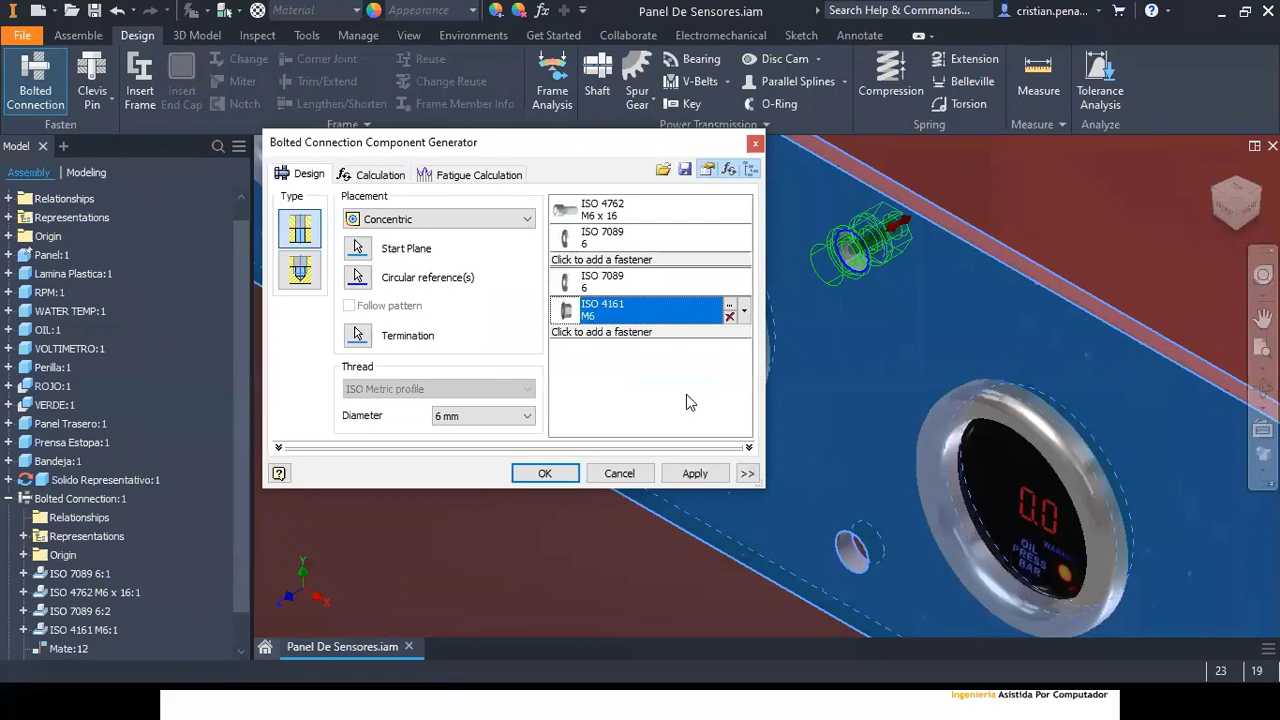 Material
Appearance
Panel De Sensores.iam
Search Help & Commands...
cristian.pena...
File
Assemble
Design
3D Model
Inspect
Tools
Manage
View
Environments
Get Started
Collaborate
Electromechanical
Sketch
Annotate
Bolted
Connection
Clevis
Pin
Insert
Frame
Insert
End Cap
Change
Miter
Notch
Corner Joint
Trim/Extend
Lengthen/Shorten
Reuse
Change Reuse
Frame Member Info
Frame
Analysis
Shaft
Spur
Gear
Bearing
V-Belts
Key
Disc Cam
Parallel Splines
O-Ring
Compression
Extension
Belleville
Torsion
Measure
Tolerance
Analysis
Fasten
Frame
Power Transmission
Spring
Measure
Analyze
Model
Assembly
Modeling
Relationships
Representations
Origin
Panel:1
Lamina Plastica:1
RPM:1
WATER TEMP:1
OIL:1
VOLTIMETRO:1
Perilla:1
ROJO:1
VERDE:1
Panel Trasero:1
Prensa Estopa:1
Bandeja:1
Solido Representativo:1
Bolted Connection:1
Relationships
Representations
Origin
ISO 7089 6:1
ISO 4762 M6 x 16:1
ISO 7089 6:2
ISO 4161 M6:1
Mate:12
Bolted Connection Component Generator
Design
Calculation
Fatigue Calculation
Type
Placement
Concentric
Start Plane
Circular reference(s)
Follow pattern
Termination
Thread
ISO Metric profile
Diameter
6 mm
ISO 4762
M6 x 16
ISO 7089
6
Click to add a fastener
ISO 7089
6
ISO 4161
M6
Click to add a fastener
OK
Cancel
Apply
>>
0.0
OIL
PRESS
BAR
Panel De Sensores.iam
23
19
Ingeniería Asistida Por Computador